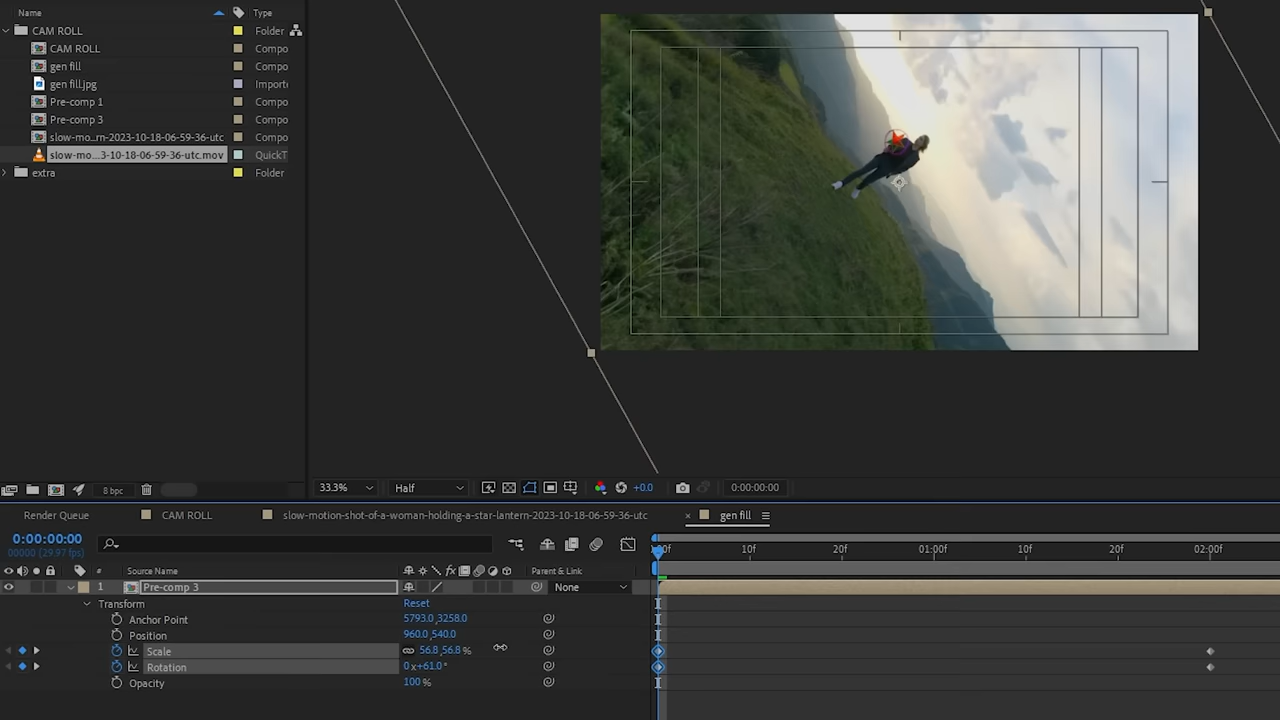 Name Type
CAM ROLL Folder
CAM ROLL Compo
gen fill Compo
gen fill.jpg Importe
Pre-comp 1 Compo
Pre-comp 3 Compo
slow-mo...rn-2023-10-18-06-59-36-utc Compo
slow-mo...3-10-18-06-59-36-utc.mov QuickT
extra Folder
8 bpc 33.3% Half +0.0 0:00:00:00
Render Queue CAM ROLL slow-motion-shot-of-a-woman-holding-a-star-lantern-2023-10-18-06-59-36-utc × gen fill
0:00:00:00
00000 (29.97 fps)
:00f 10f 20f 01:00f 10f 20f 02:00f
# Source Name fx Parent & Link
1 Pre-comp 3 None
Transform Reset
Anchor Point 5793.0,3258.0
Position 960.0,540.0
Scale 56.8,56.8 %
Rotation 0 x+61.0 °
Opacity 100 %